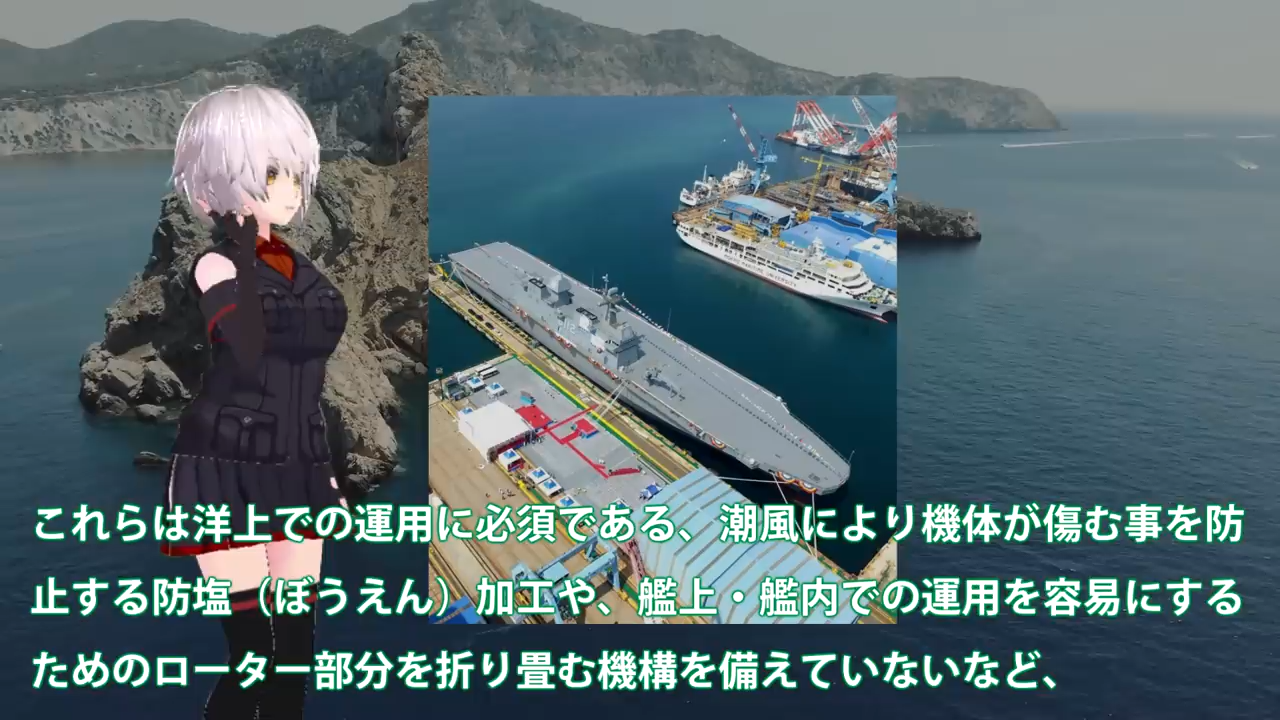 これらは洋上での運用に必須である、潮風により機体が傷む事を防
止する防塩（ぼうえん）加工や、艦上・艦内での運用を容易にする
ためのローター部分を折り畳む機構を備えていないなど、